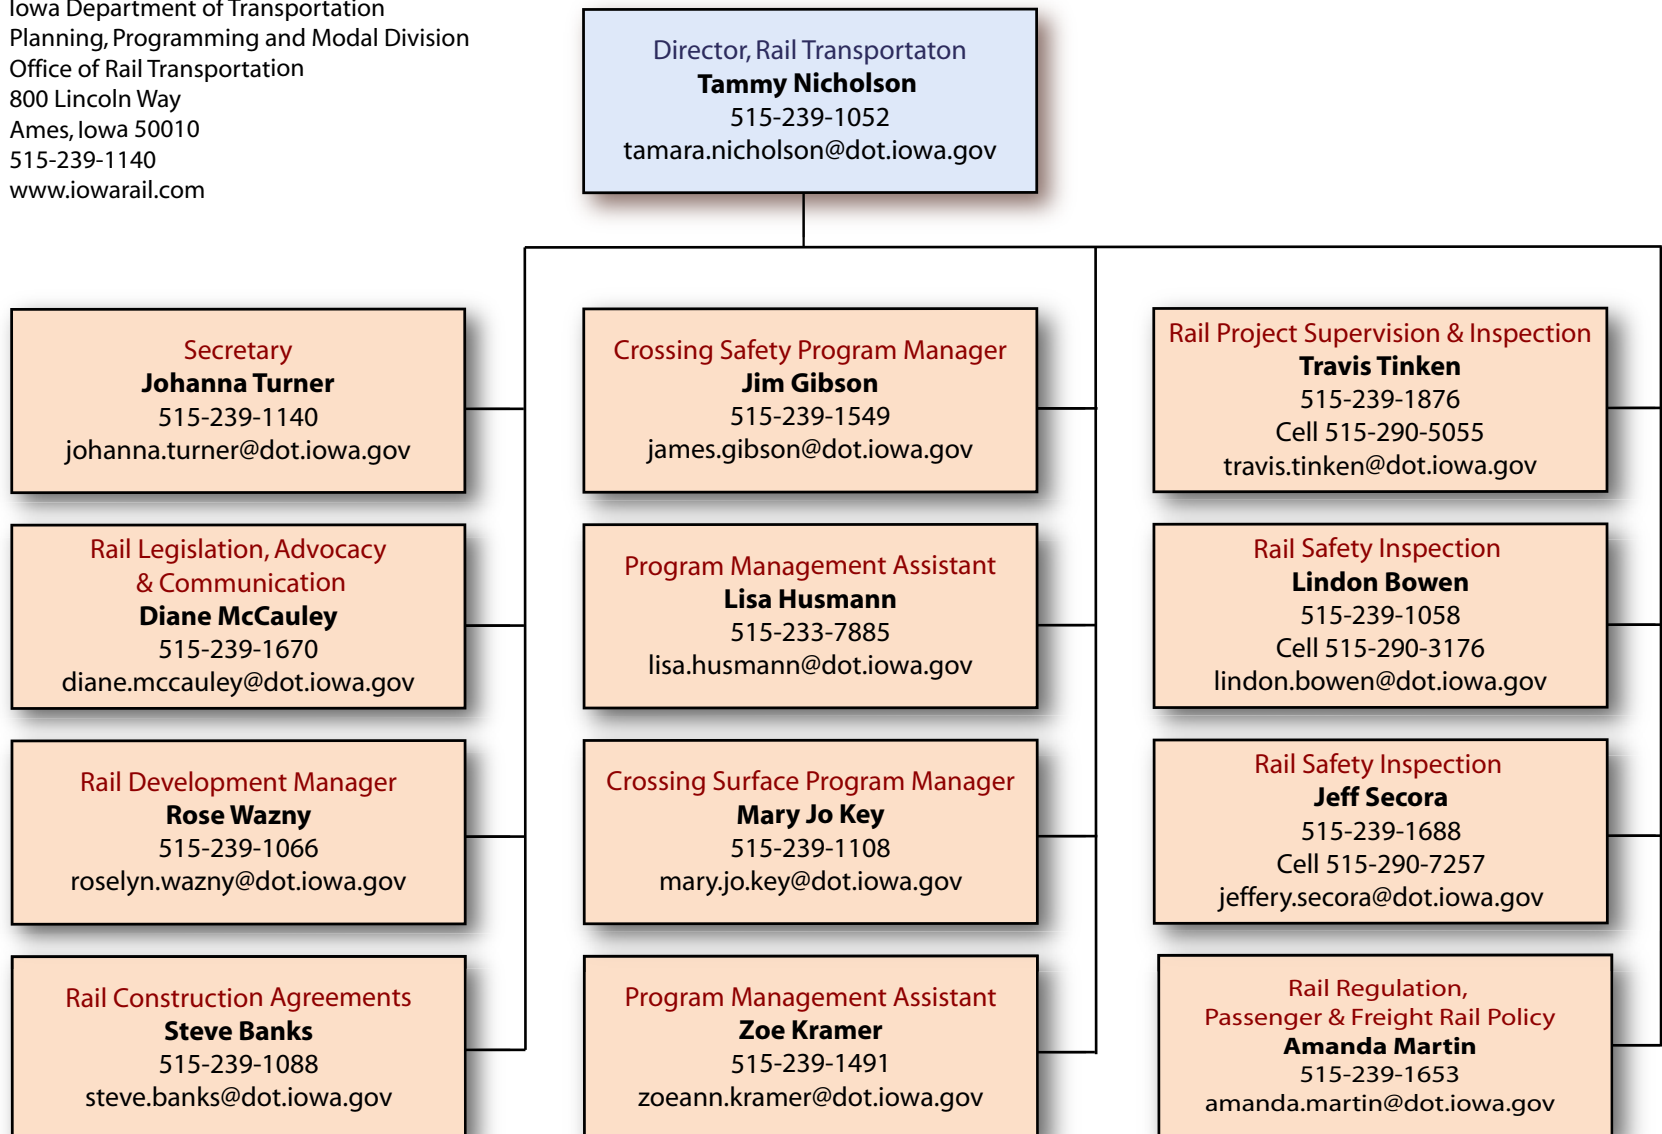 Iowa Department of Transportation
Planning, Programming and Modal Division
Office of Rail Transportation
800 Lincoln Way
Ames, Iowa 50010
515-239-1140
www.iowarail.com
Director, Rail Transportaton
Tammy Nicholson
515-239-1052
tamara.nicholson@dot.iowa.gov
Secretary
Johanna Turner
515-239-1140
johanna.turner@dot.iowa.gov
Crossing Safety Program Manager
Jim Gibson
515-239-1549
james.gibson@dot.iowa.gov
Rail Project Supervision & Inspection
Travis Tinken
515-239-1876
Cell 515-290-5055
travis.tinken@dot.iowa.gov
Rail Legislation, Advocacy
& Communication
Diane McCauley
515-239-1670
diane.mccauley@dot.iowa.gov
Program Management Assistant
Lisa Husmann
515-233-7885
lisa.husmann@dot.iowa.gov
Rail Safety Inspection
Lindon Bowen
515-239-1058
Cell 515-290-3176
lindon.bowen@dot.iowa.gov
Rail Development Manager
Rose Wazny
515-239-1066
roselyn.wazny@dot.iowa.gov
Crossing Surface Program Manager
Mary Jo Key
515-239-1108
mary.jo.key@dot.iowa.gov
Rail Safety Inspection
Jeff Secora
515-239-1688
Cell 515-290-7257
jeffery.secora@dot.iowa.gov
Rail Construction Agreements
Steve Banks
515-239-1088
steve.banks@dot.iowa.gov
Program Management Assistant
Zoe Kramer
515-239-1491
zoeann.kramer@dot.iowa.gov
Rail Regulation,
Passenger & Freight Rail Policy
Amanda Martin
515-239-1653
amanda.martin@dot.iowa.gov